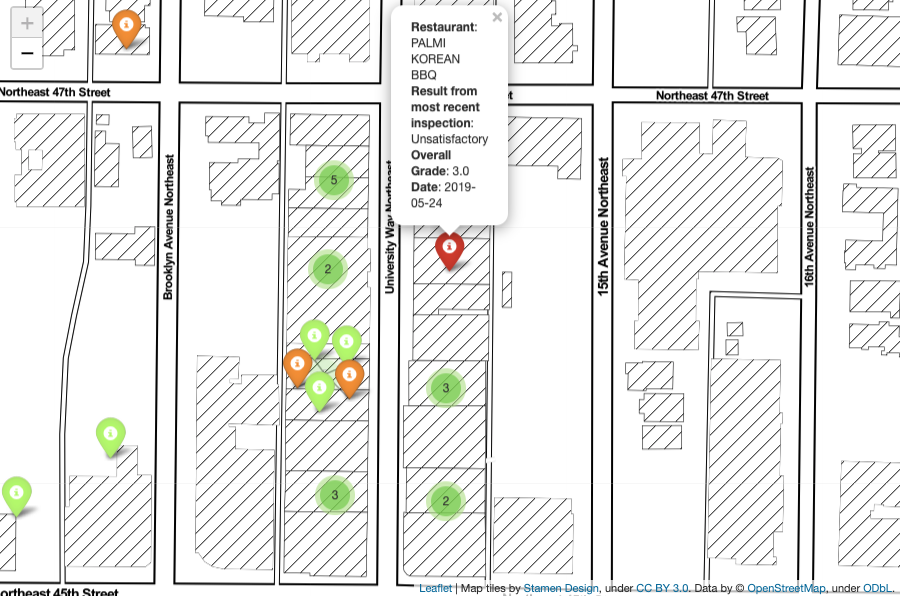 +
−
×
Restaurant:
PALMI
KOREAN
BBQ
Result from
most recent
inspection:
Unsatisfactory
Overall
Grade: 3.0
Date: 2019-
05-24
Northeast 47th Street
Northeast 47th Street
Brooklyn Avenue Northeast
University Way Northeast
15th Avenue Northeast
16th Avenue Northeast
5
2
3
3
2
Northeast 45th Street
Leaflet | Map tiles by Stamen Design, under CC BY 3.0. Data by © OpenStreetMap, under ODbL.